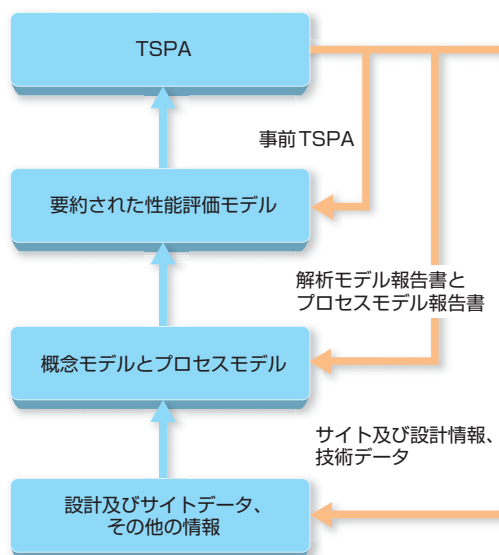 TSPA
事前TSPA
要約された性能評価モデル
解析モデル報告書と
プロセスモデル報告書
概念モデルとプロセスモデル
サイト及び設計情報、
技術データ
設計及びサイトデータ、
その他の情報